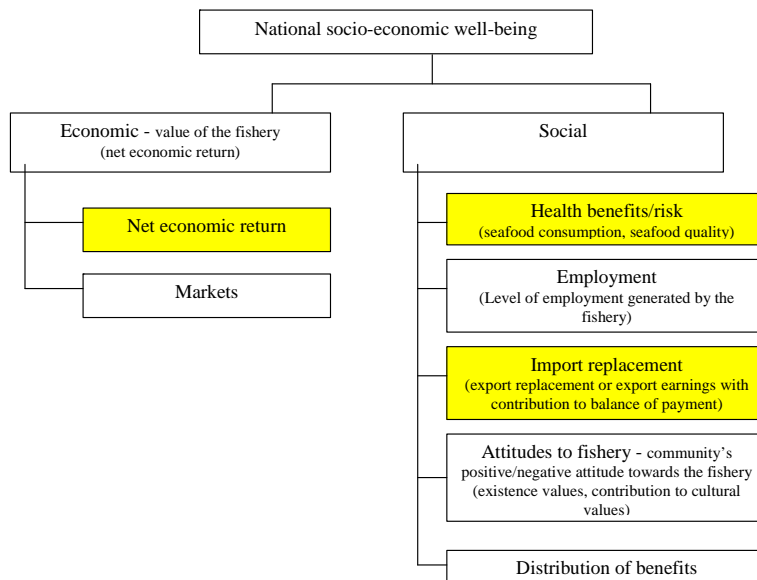 National socio-economic well-being
Economic - value of the fishery
(net economic return)
Net economic return
Markets
Social
Health benefits/risk
(seafood consumption, seafood quality)
Employment
(Level of employment generated by the
fishery)
Import replacement
(export replacement or export earnings with
contribution to balance of payment)
Attitudes to fishery - community's
positive/negative attitude towards the fishery
(existence values, contribution to cultural
values)
Distribution of benefits